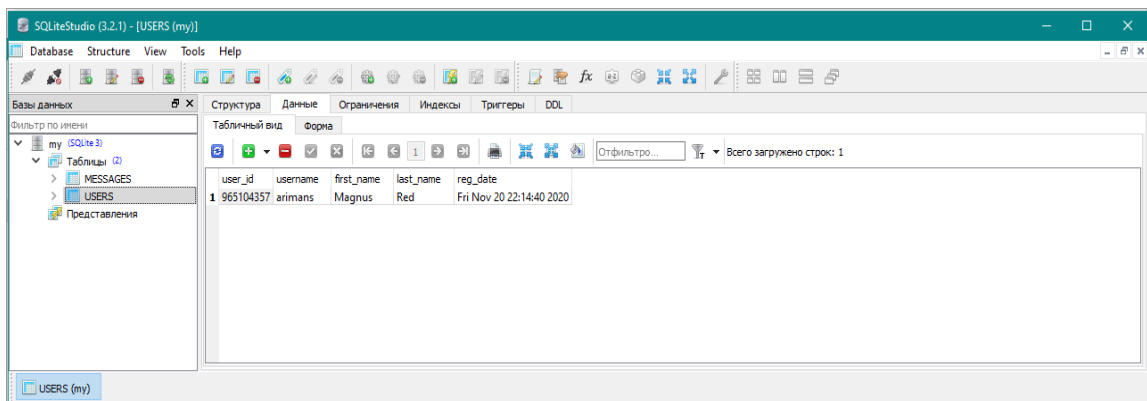 SQLiteStudio (3.2.1) - [USERS (my)]
Database Structure View Tools Help
Базы данных
Структура Данные Ограничения Индексы Триггеры DDL
Фильтр по имени
Табличный вид Форма
my (SQLite 3)
1 Отфильтро... Всего загружено строк: 1
Таблицы (2)
MESSAGES
USERS
Представления
user_id username first_name last_name reg_date
1 965104357 arimans Magnus Red Fri Nov 20 22:14:40 2020
USERS (my)